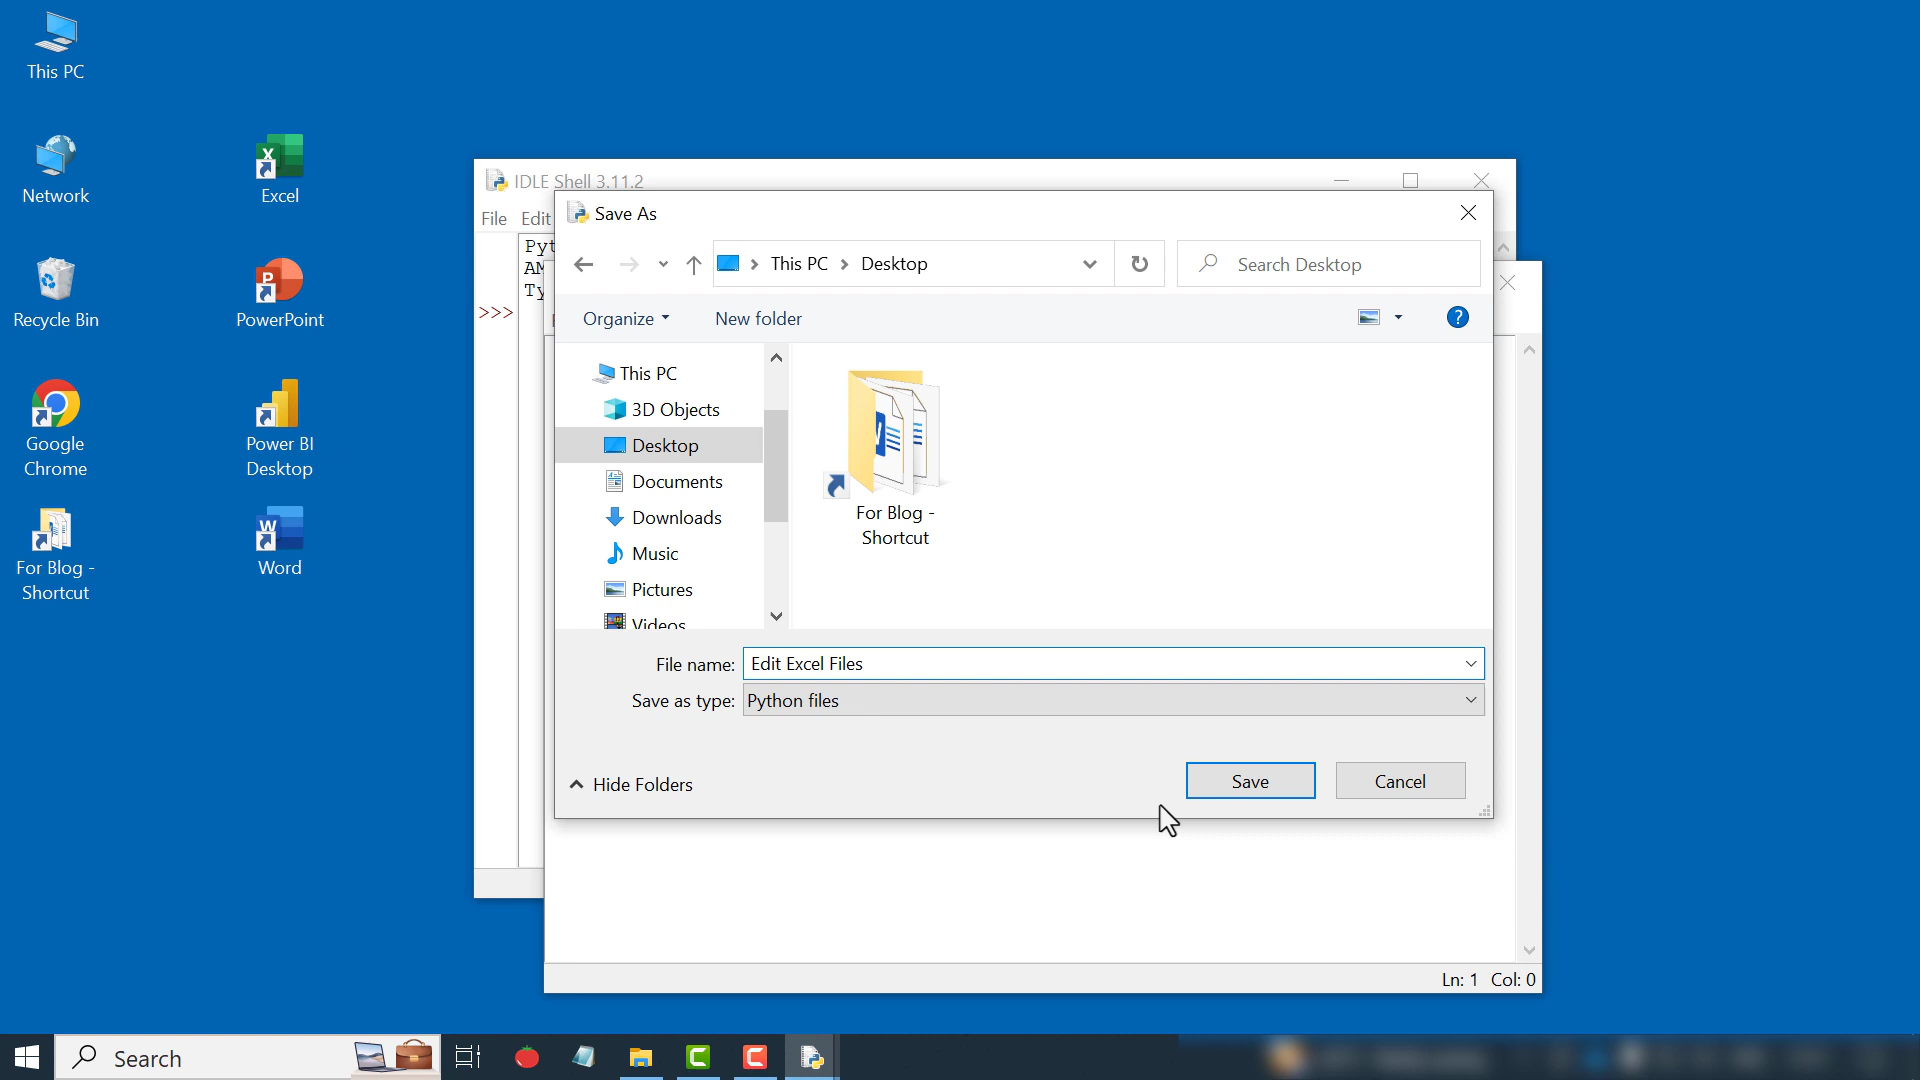 This PC
Network
Excel
Recycle Bin
PowerPoint
Google
Chrome
Power BI
Desktop
For Blog -
Shortcut
Word
IDLE Shell 3.11.2
File Edit
Pyt
AM
Ty
>>>
Save As
This PC > Desktop
Search Desktop
Organize
New folder
?
This PC
3D Objects
Desktop
Documents
Downloads
Music
Pictures
Videos
For Blog -
Shortcut
File name: Edit Excel Files
Save as type: Python files
Hide Folders
Save
Cancel
Ln: 1 Col: 0
Search